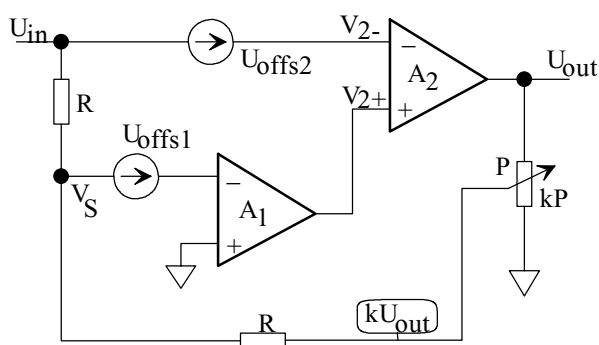 Uin
V2-
Uoffs2
−
A2
Uout
V2+
+
R
Uoffs1
P
kP
VS
−
A1
+
R
kUout